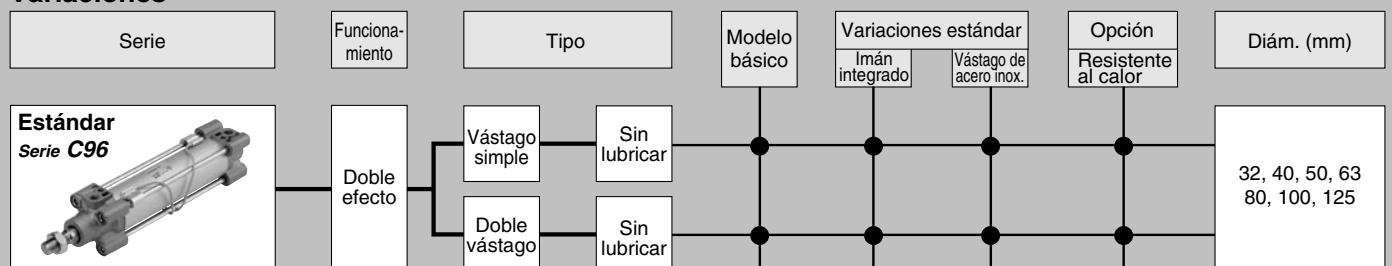 Variaciones
Serie
Funciona-
miento
Tipo
Modelo
básico
Variaciones estándar
Imán
integrado
Vástago de
acero inox.
Opción
Resistente
al calor
Diám. (mm)
Estándar
Serie C96
Doble
efecto
Vástago
simple
Sin
lubricar
Doble
vástago
Sin
lubricar
32, 40, 50, 63
80, 100, 125